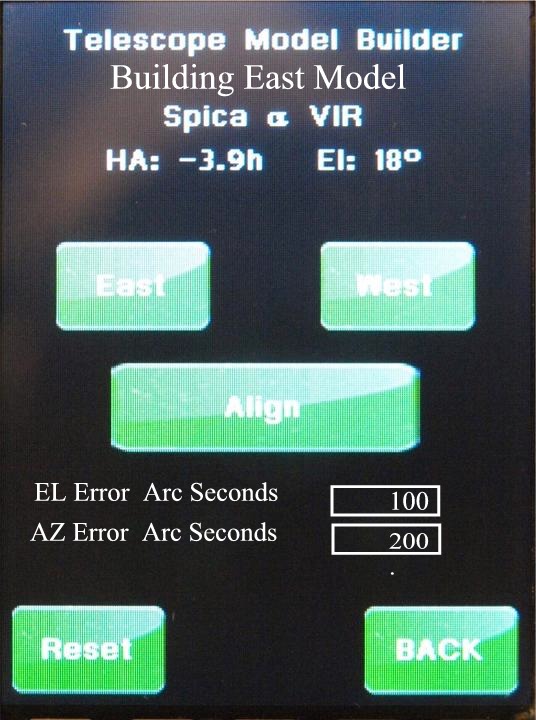 Telescope Model Builder
Building East Model
Spica α VIR
HA: -3.9h El: 18º
East West
Align
EL Error Arc Seconds 100
AZ Error Arc Seconds 200
Reset BACK